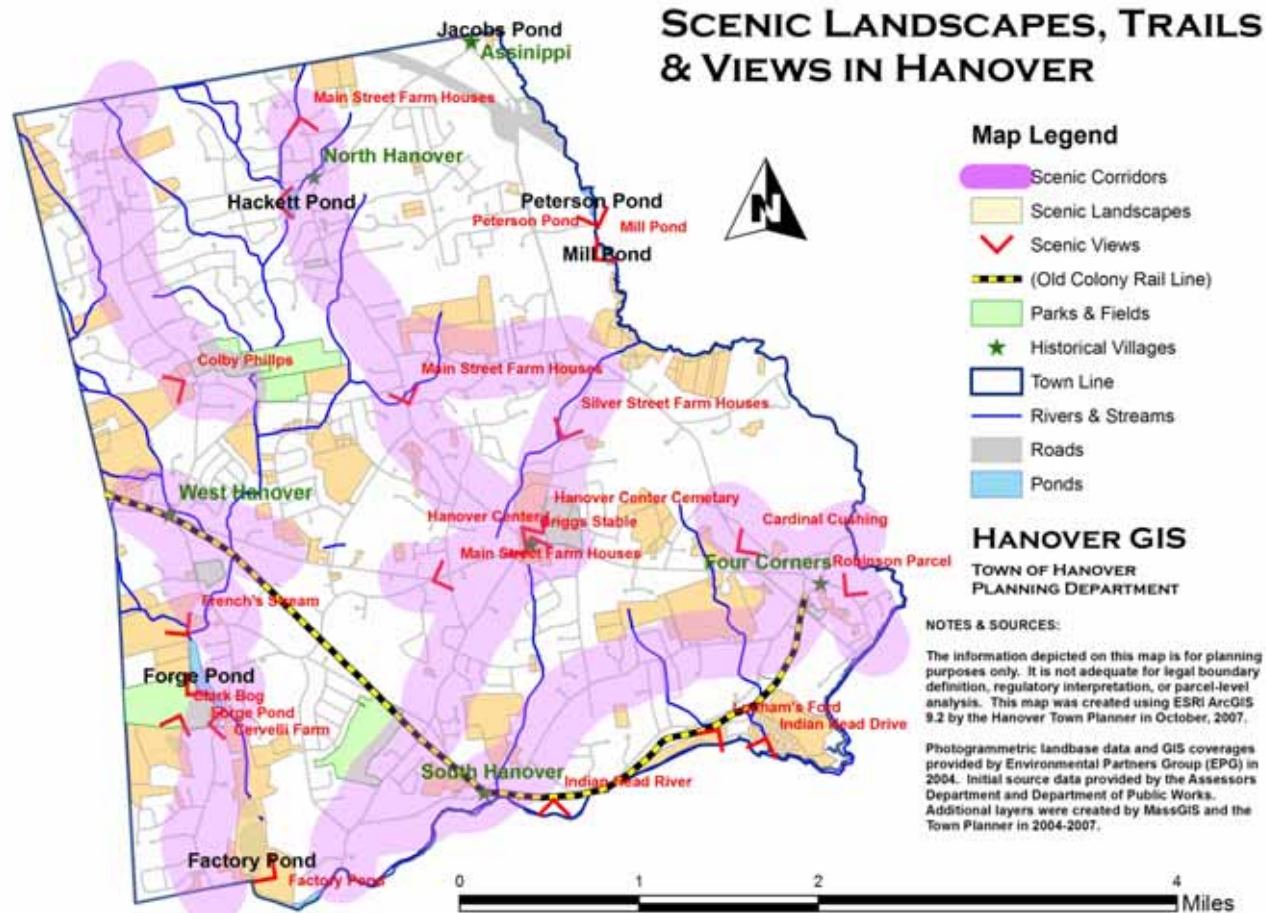 SCENIC LANDSCAPES, TRAILS
& VIEWS IN HANOVER
Jacobs Pond
Assinippi
Main Street Farm Houses
North Hanover
Hackett Pond
Peterson Pond
Peterson Pond
Mill Pond
Mill Pond
Colby Phillps
Main Street Farm Houses
Silver Street Farm Houses
West Hanover
Hanover Center Cemetary
Hanover Center
Briggs Stable
Main Street Farm Houses
Cardinal Cushing
Four Corners
Robinson Parcel
French's Stream
Forge Pond
Clark Bog
Forge Pond
Cervelli Farm
Ford
Indian Head Drive
South Hanover
Indian Head River
Factory Pond
Factory Pond
N
Map Legend
Scenic Corridors
Scenic Landscapes
Scenic Views
(Old Colony Rail Line)
Parks & Fields
Historical Villages
Town Line
Rivers & Streams
Roads
Ponds
HANOVER GIS
TOWN OF HANOVER
PLANNING DEPARTMENT
NOTES & SOURCES:
The information depicted on this map is for planning
purposes only. It is not adequate for legal boundary
definition, regulatory interpretation, or parcel-level
analysis. This map was created using ESRI ArcGIS
9.2 by the Hanover Town Planner in October, 2007.
Photogrammetric landbase data and GIS coverages
provided by Environmental Partners Group (EPG) in
2004. Initial source data provided by the Assessors
Department and Department of Public Works.
Additional layers were created by MassGIS and the
Town Planner in 2004-2007.
0 1 2 4
Miles